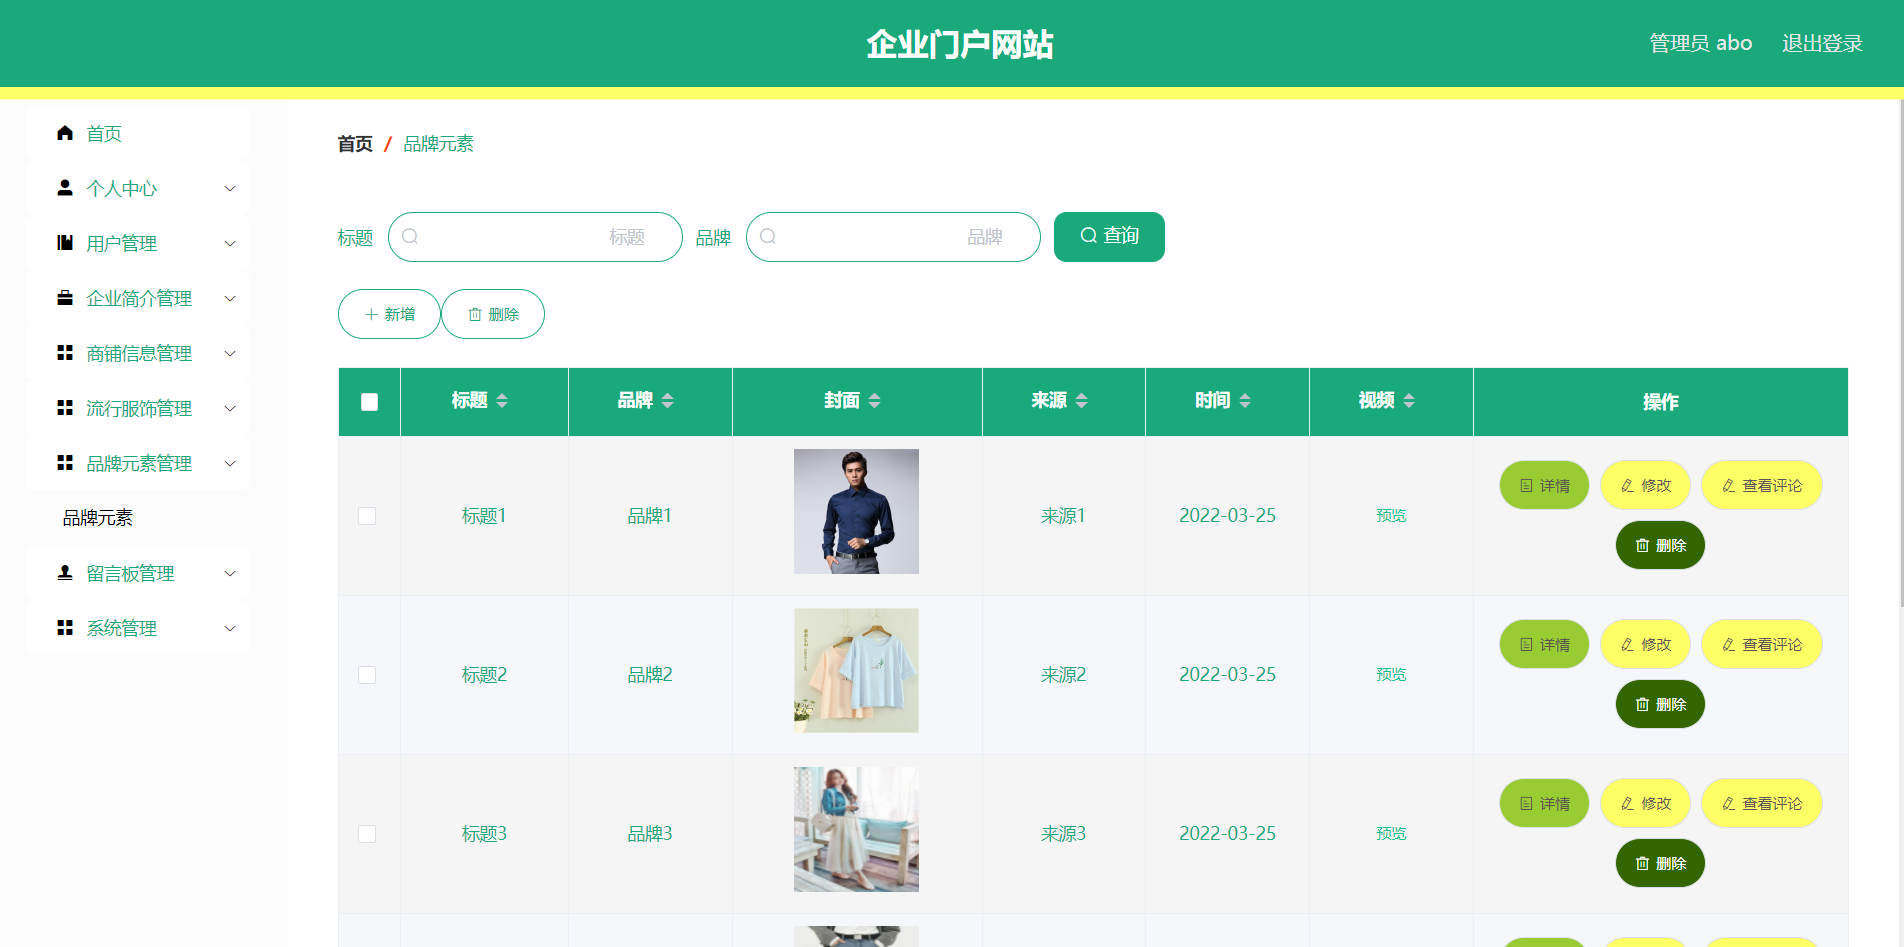 企业门户网站
管理员 abo 退出登录
首页
个人中心
用户管理
企业简介管理
商铺信息管理
流行服饰管理
品牌元素管理
品牌元素
留言板管理
系统管理
首页 / 品牌元素
标题 标题 品牌 品牌 查询
新增 删除
标题 品牌 封面 来源 时间 视频 操作
标题1 品牌1 来源1 2022-03-25 预览 详情 修改 查看评论
删除
标题2 品牌2 来源2 2022-03-25 预览 详情 修改 查看评论
删除
标题3 品牌3 来源3 2022-03-25 预览 详情 修改 查看评论
删除